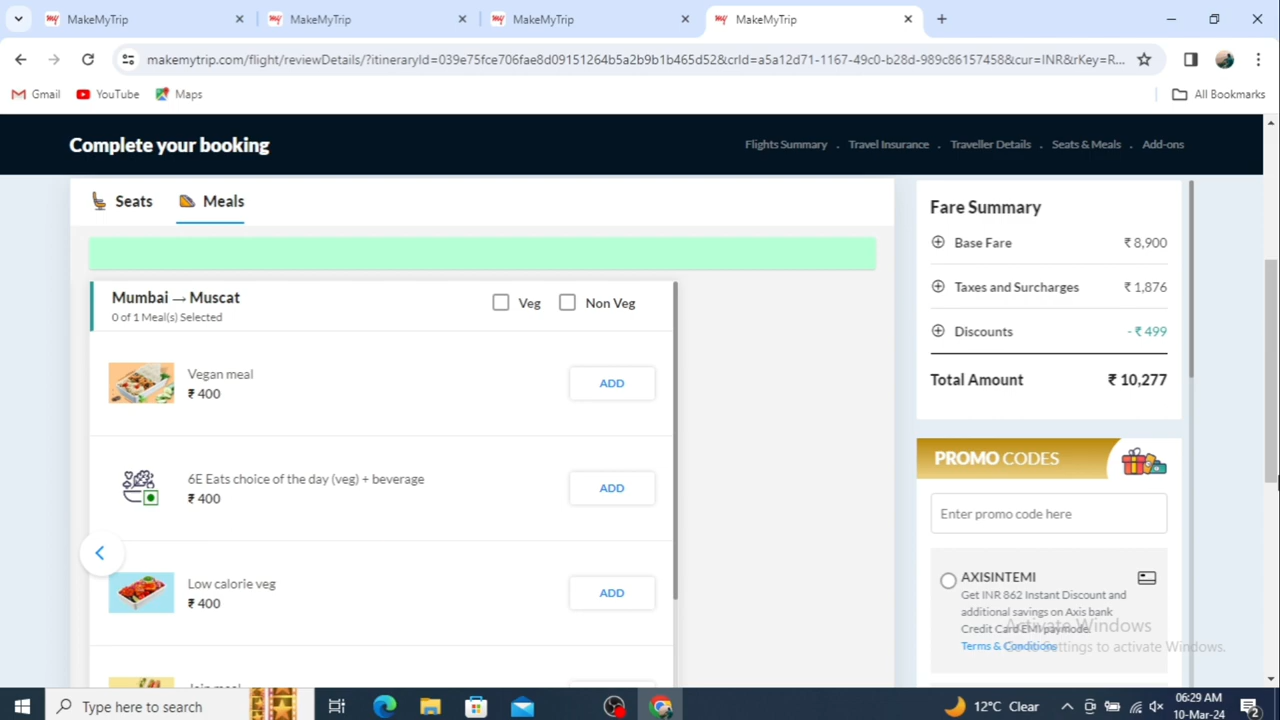 MakeMyTrip
MakeMyTrip
MakeMyTrip
MakeMyTrip
makemytrip.com/flight/reviewDetails/?itineraryId=039e75fce706fae8d09151264b5a2b9b1b465d52&crId=a5a12d71-1167-49c0-b28d-989c86157458&cur=INR&rKey=R...
Gmail
YouTube
Maps
All Bookmarks
Complete your booking
Flights Summary . Travel Insurance . Traveller Details . Seats & Meals . Add-ons
Seats
Meals
Mumbai → Muscat
0 of 1 Meal(s) Selected
Veg
Non Veg
Vegan meal
₹ 400
ADD
6E Eats choice of the day (veg) + beverage
₹ 400
ADD
Low calorie veg
₹ 400
ADD
Jain meal
Fare Summary
Base Fare ₹ 8,900
Taxes and Surcharges ₹ 1,876
Discounts - ₹ 499
Total Amount ₹ 10,277
PROMO CODES
Enter promo code here
AXISINTEMI
Get INR 862 Instant Discount and
additional savings on Axis bank
Credit Card EMI paymode.
Terms & Conditions
Activate Windows
Go to Settings to activate Windows.
Type here to search
12°C Clear
06:29 AM
10-Mar-24
2